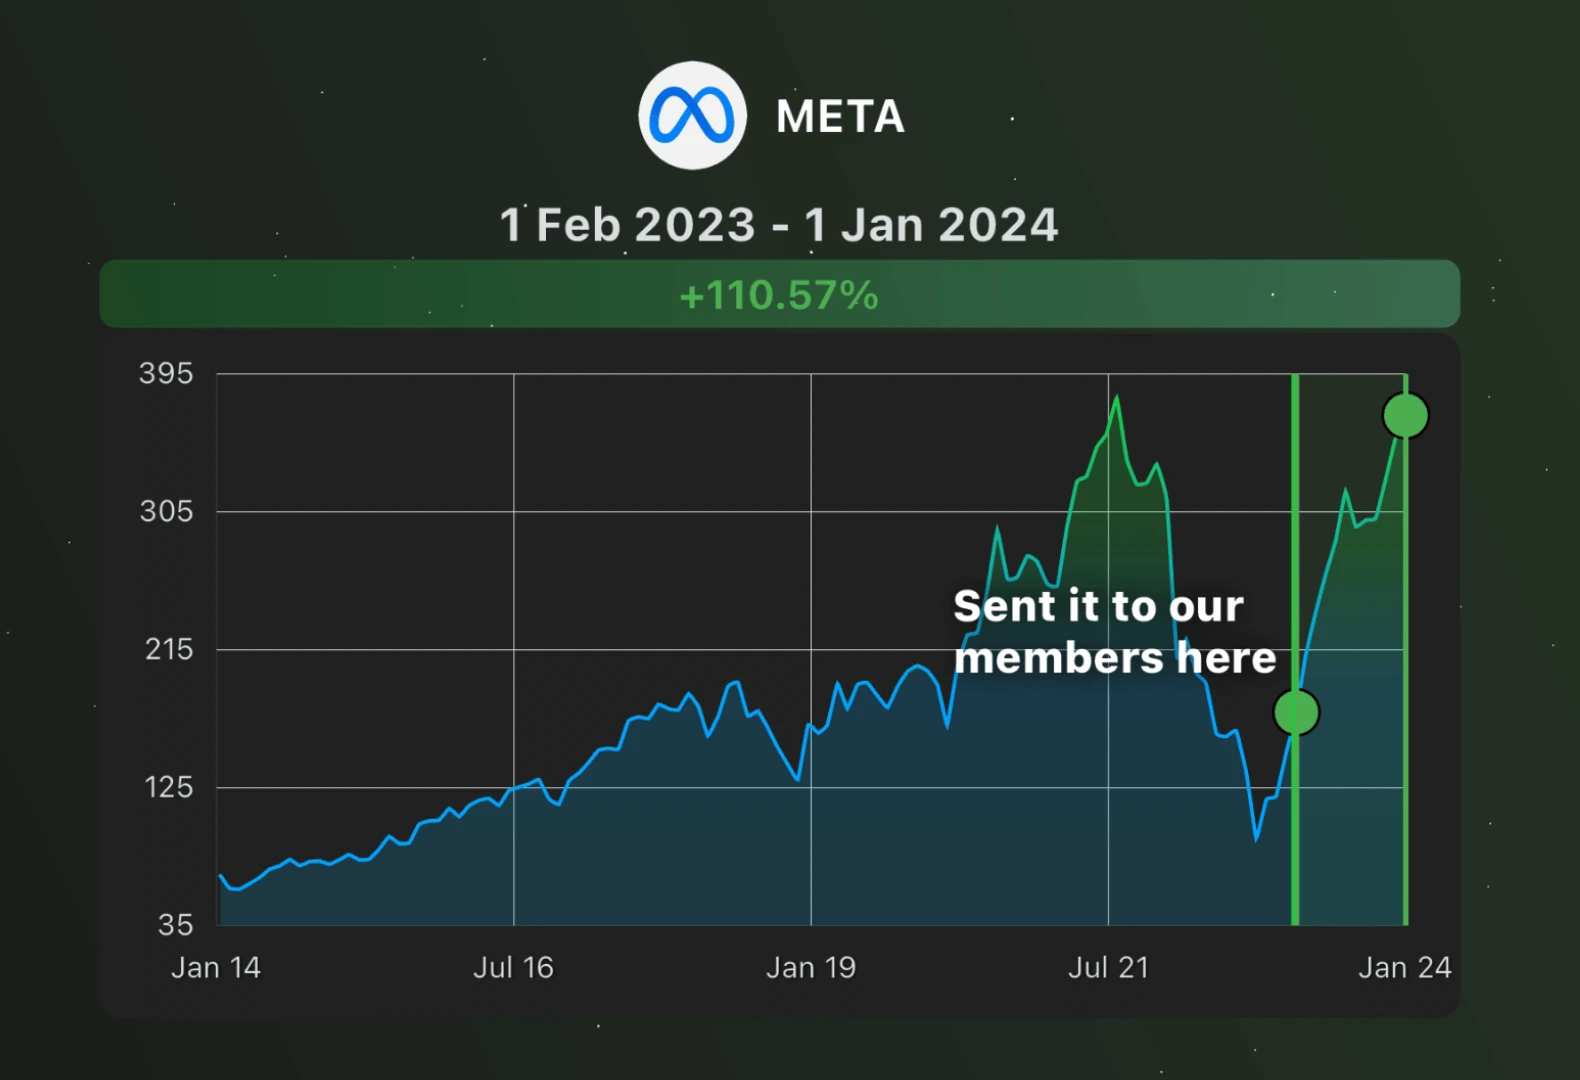 META
1 Feb 2023 - 1 Jan 2024
+110.57%
395
305
Sent it to our
members here
215
125
35
Jan 14 Jul 16 Jan 19 Jul 21 Jan 24